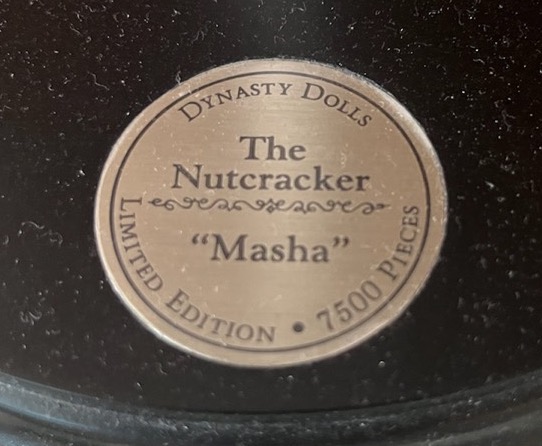 DYNASTY DOLLS
The
Nutcracker
“Masha”
LIMITED EDITION • 7500 PIECES